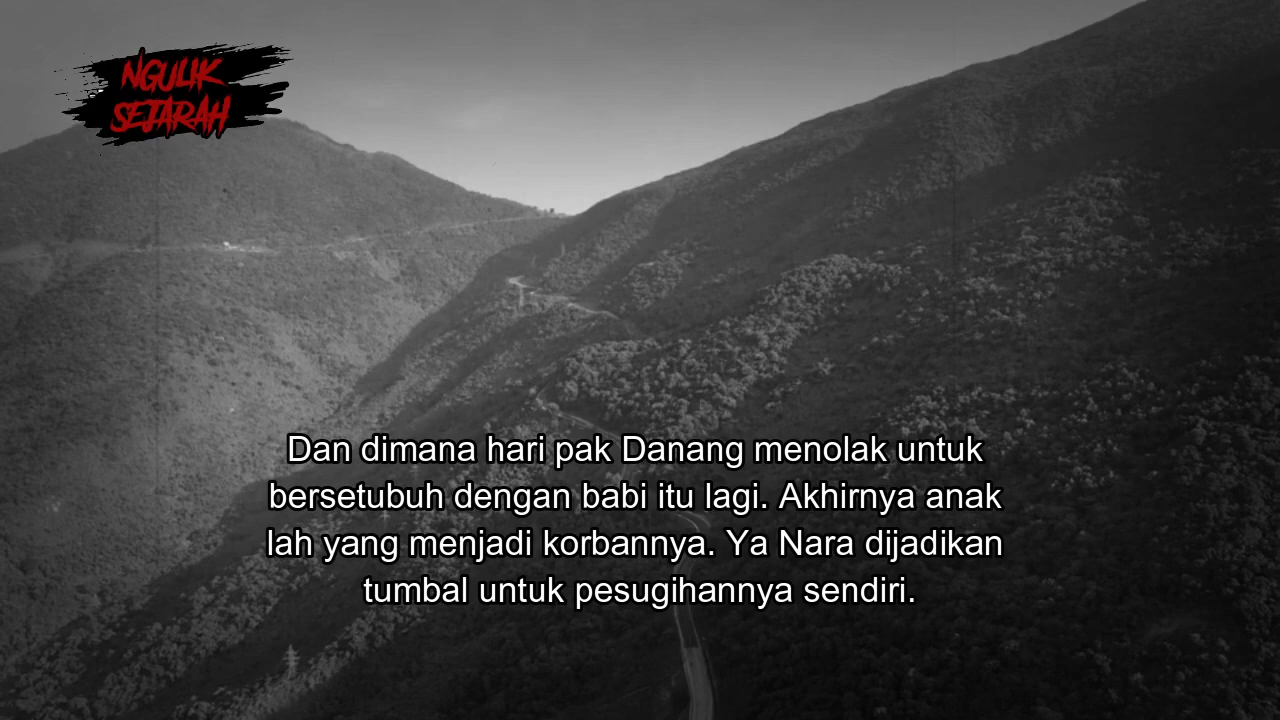 NGULIK
SEJARAH
Dan dimana hari pak Danang menolak untuk
bersetubuh dengan babi itu lagi. Akhirnya anak
lah yang menjadi korbannya. Ya Nara dijadikan
tumbal untuk pesugihannya sendiri.